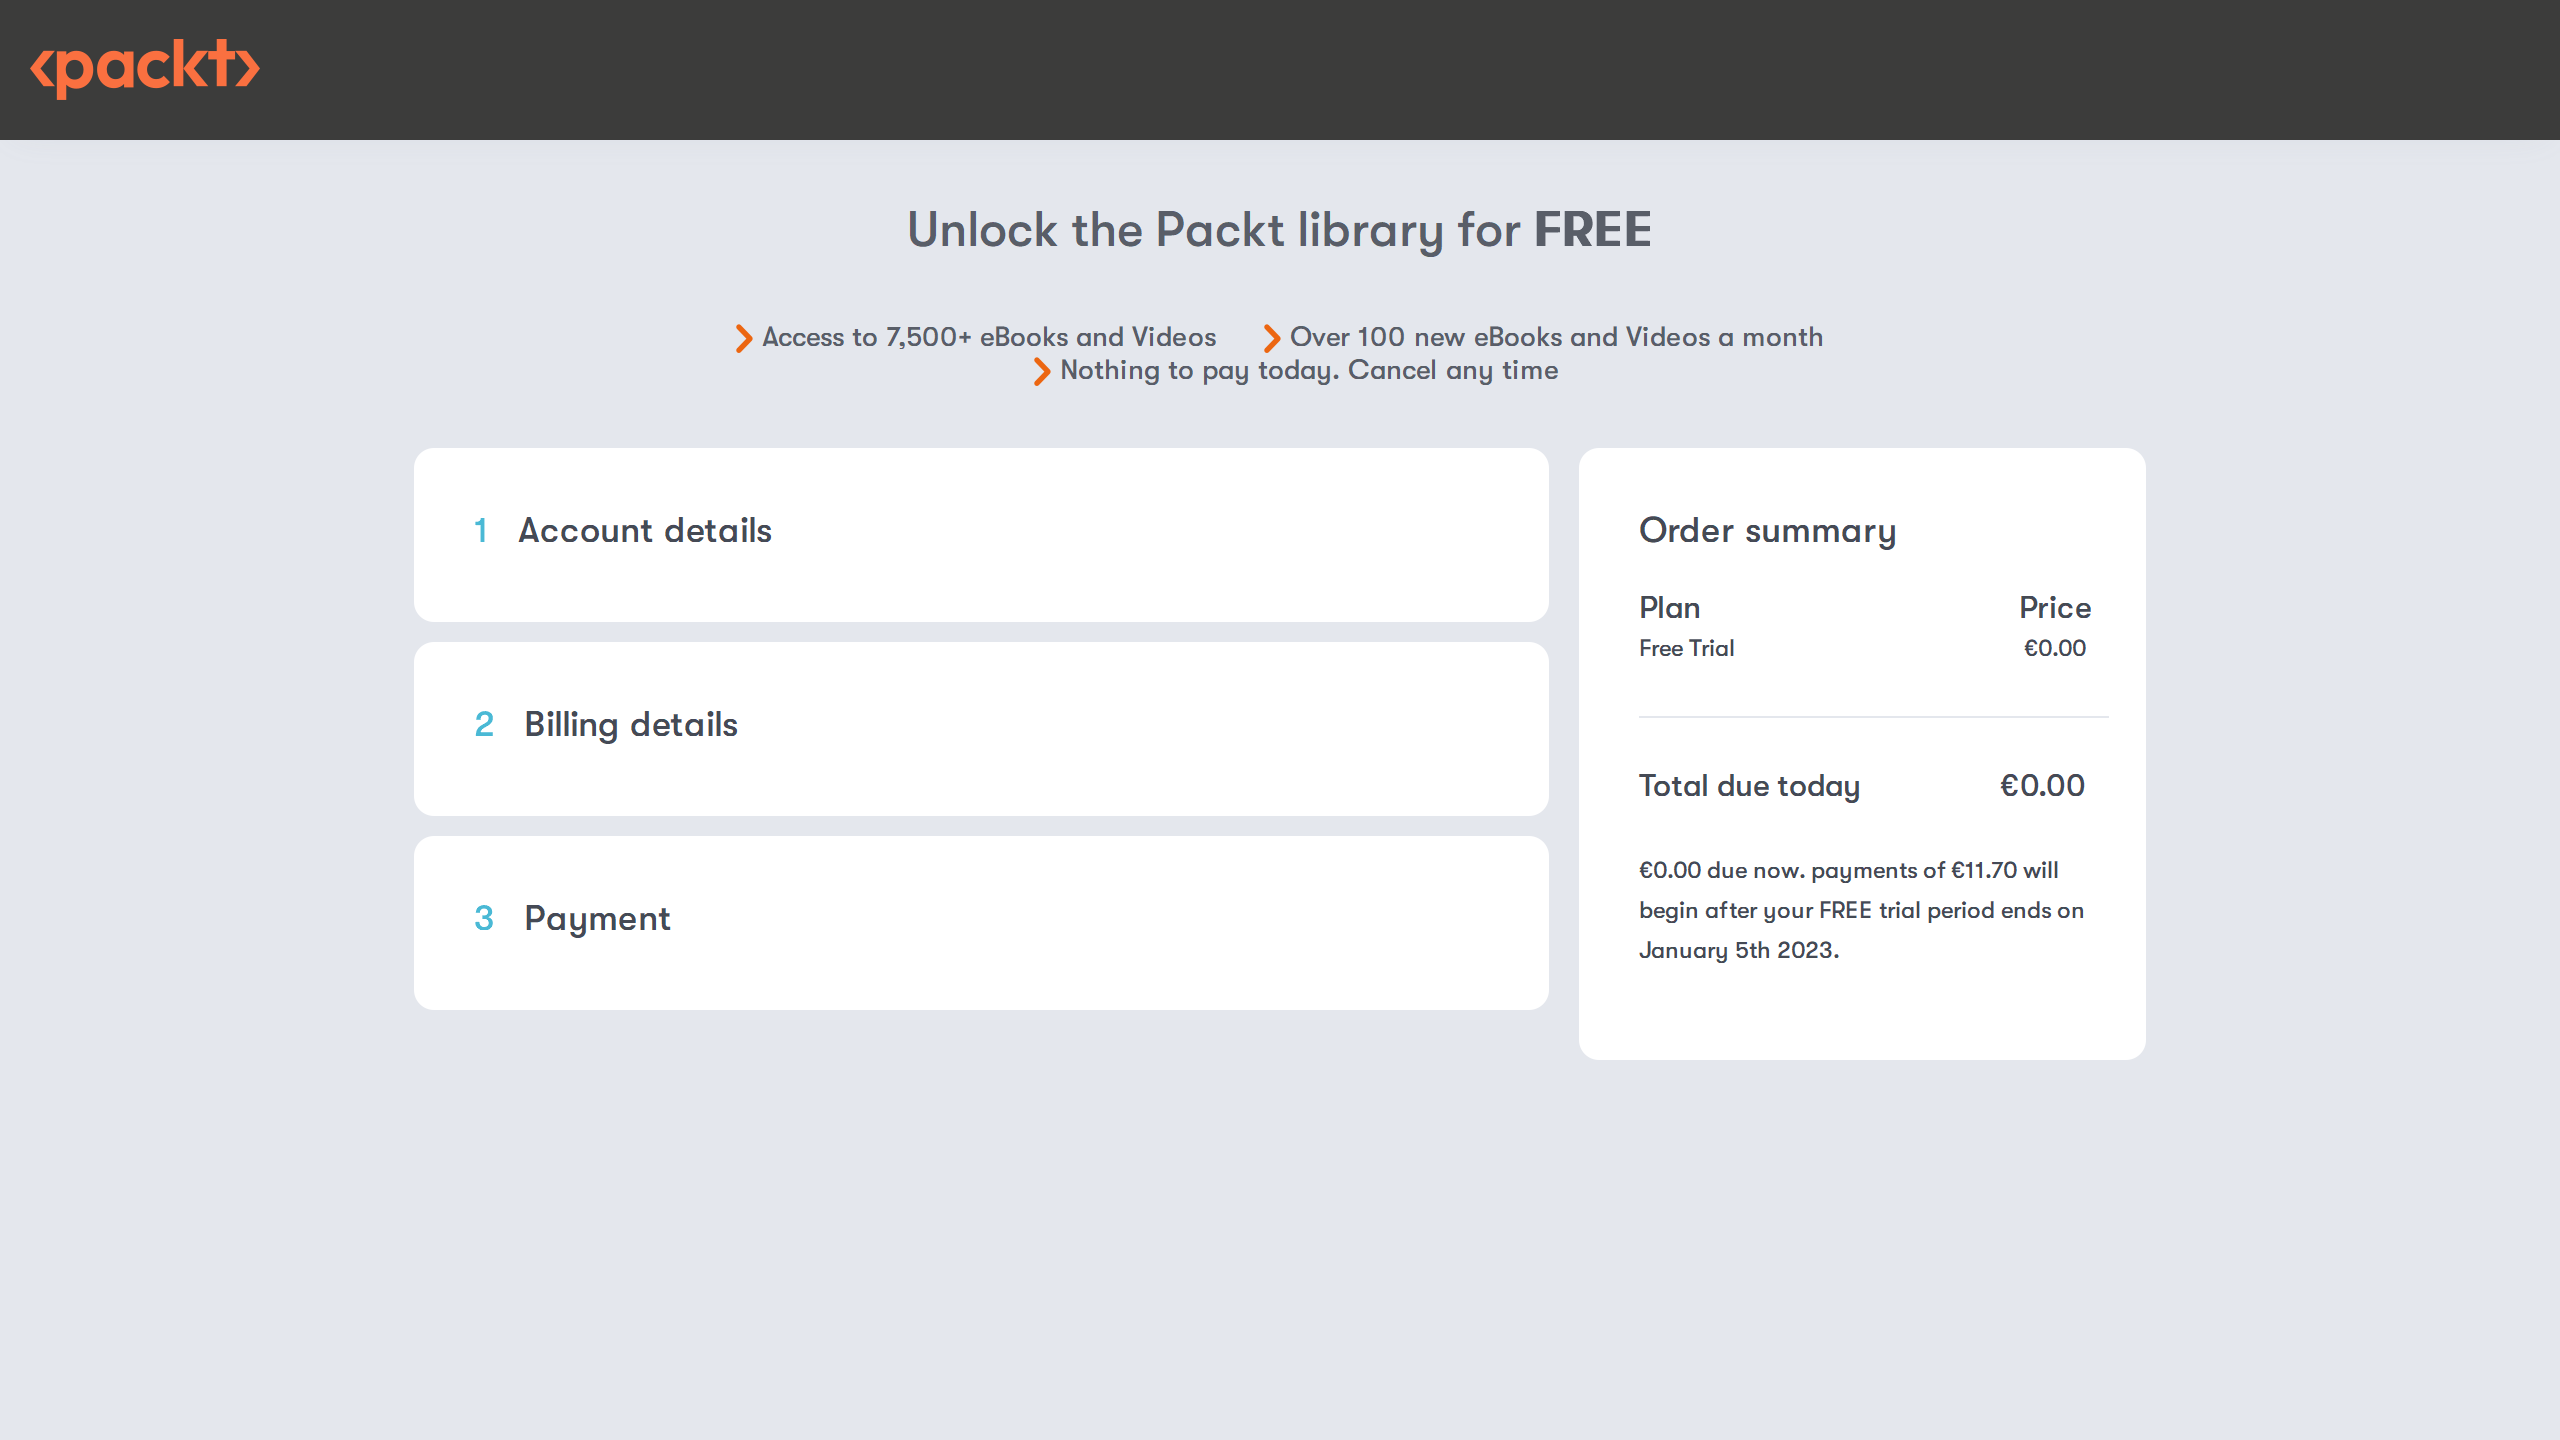 <packt>
Unlock the Packt library for FREE
Access to 7,500+ eBooks and Videos
Over 100 new eBooks and Videos a month
Nothing to pay today. Cancel any time
1 Account details
2 Billing details
3 Payment
Order summary
Plan Price
Free Trial €0.00
Total due today €0.00
€0.00 due now. payments of €11.70 will
begin after your FREE trial period ends on
January 5th 2023.